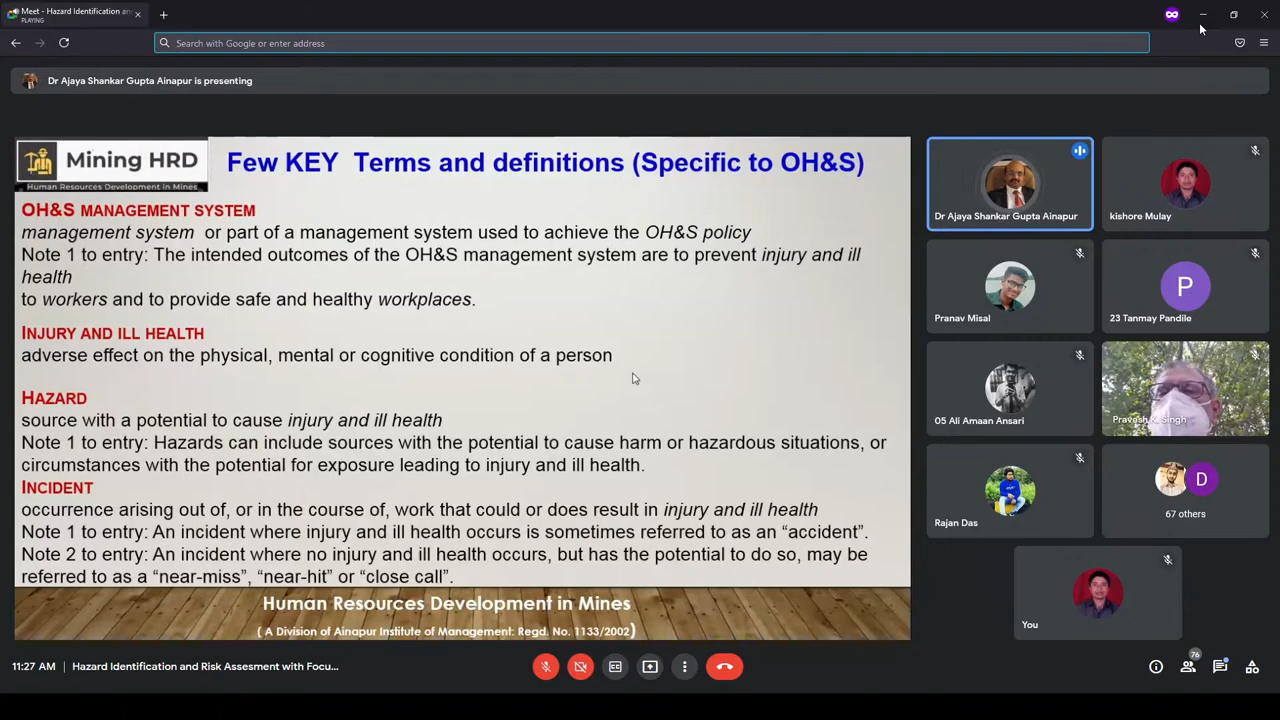 Meet - Hazard Identification an
PLAYING
Search with Google or enter address
Dr Ajaya Shankar Gupta Ainapur is presenting
Mining HRD
Human Resources Development in Mines
Few KEY Terms and definitions (Specific to OH&S)
OH&S MANAGEMENT SYSTEM
management system or part of a management system used to achieve the OH&S policy
Note 1 to entry: The intended outcomes of the OH&S management system are to prevent injury and ill
health
to workers and to provide safe and healthy workplaces.
INJURY AND ILL HEALTH
adverse effect on the physical, mental or cognitive condition of a person
HAZARD
source with a potential to cause injury and ill health
Note 1 to entry: Hazards can include sources with the potential to cause harm or hazardous situations, or
circumstances with the potential for exposure leading to injury and ill health.
INCIDENT
occurrence arising out of, or in the course of, work that could or does result in injury and ill health
Note 1 to entry: An incident where injury and ill health occurs is sometimes referred to as an “accident”.
Note 2 to entry: An incident where no injury and ill health occurs, but has the potential to do so, may be
referred to as a “near-miss”, “near-hit” or “close call”.
Human Resources Development in Mines
( A Division of Ainapur Institute of Management: Regd. No. 1133/2002)
Dr Ajaya Shankar Gupta Ainapur
kishore Mulay
Pranav Misal
P
23 Tanmay Pandile
05 Ali Amaan Ansari
Pravesh K. Singh
Rajan Das
D
67 others
You
11:27 AM | Hazard Identification and Risk Assesment with Focu...
76